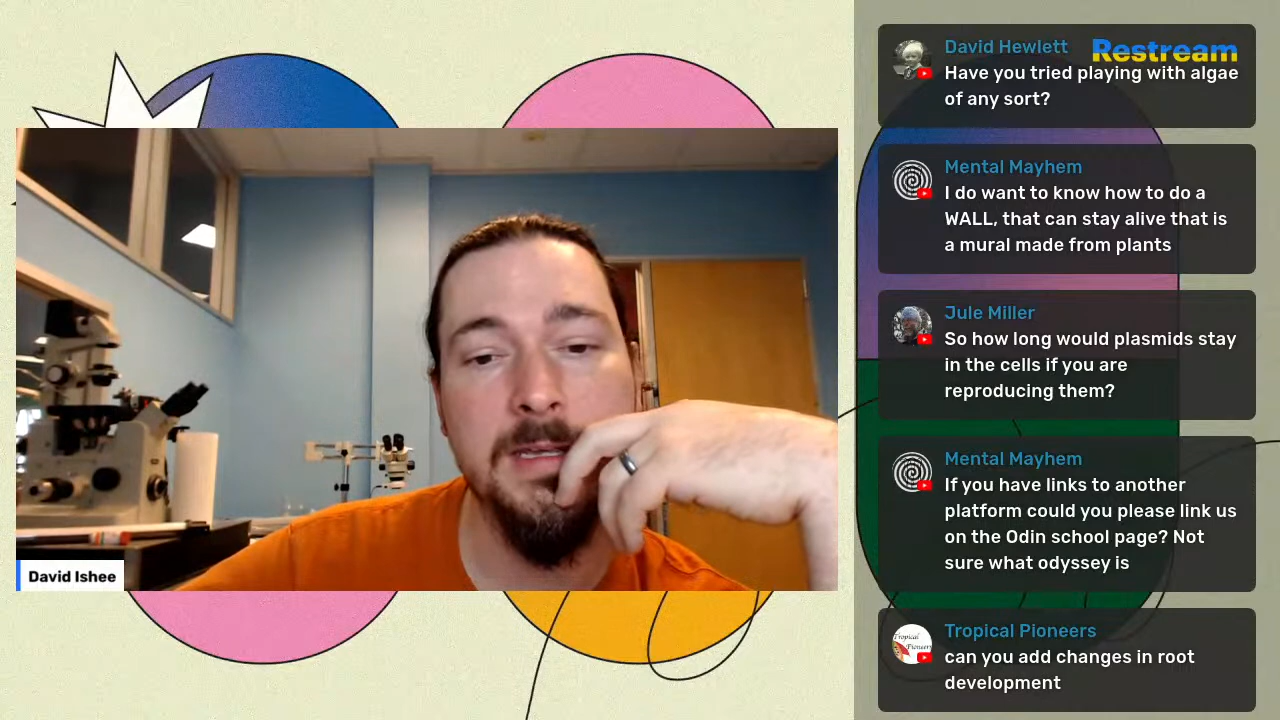 David Ishee
David Hewlett
Restream
Have you tried playing with algae
of any sort?
Mental Mayhem
I do want to know how to do a
WALL, that can stay alive that is
a mural made from plants
Jule Miller
So how long would plasmids stay
in the cells if you are
reproducing them?
Mental Mayhem
If you have links to another
platform could you please link us
on the Odin school page? Not
sure what odyssey is
Tropical Pioneers
Tropical
Pioneers
can you add changes in root
development